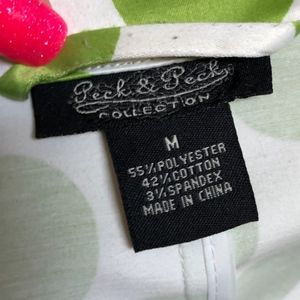 Peck & Peck
COLLECTION
M
55% POLYESTER
42% COTTON
3% SPANDEX
MADE IN CHINA